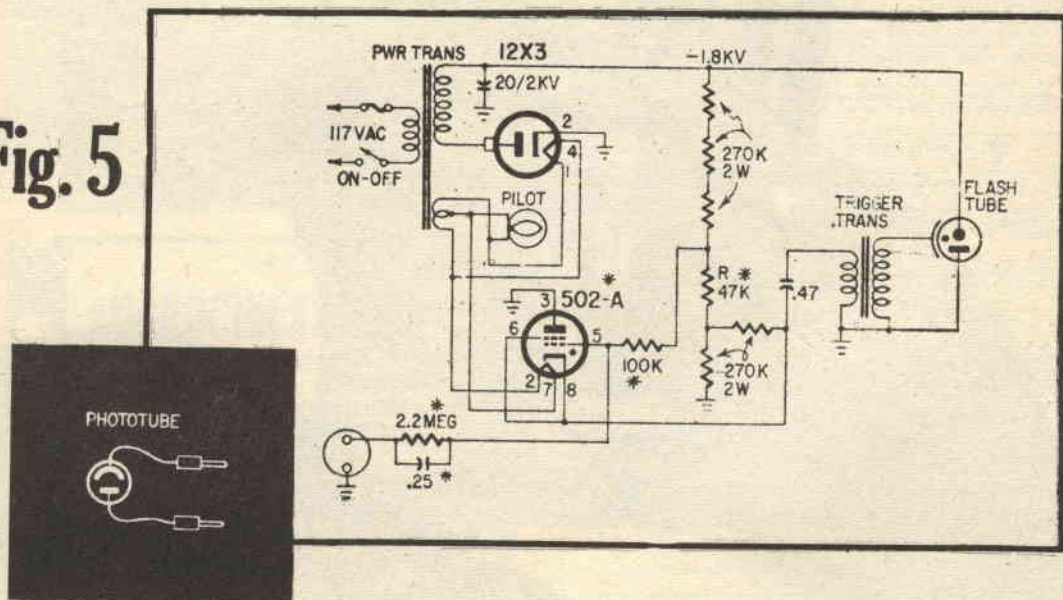 Fig. 5
PWR TRANS
12X3
-1.8KV
20/2KV
2
4
1
117VAC
ON-OFF
PILOT
270K
2W
FLASH
TUBE
TRIGGER
TRANS
R *
47K
.47
*
3
502-A
6
5
100K
*
2
7
8
270K
2W
*
2.2MEG
.25 *
PHOTOTUBE